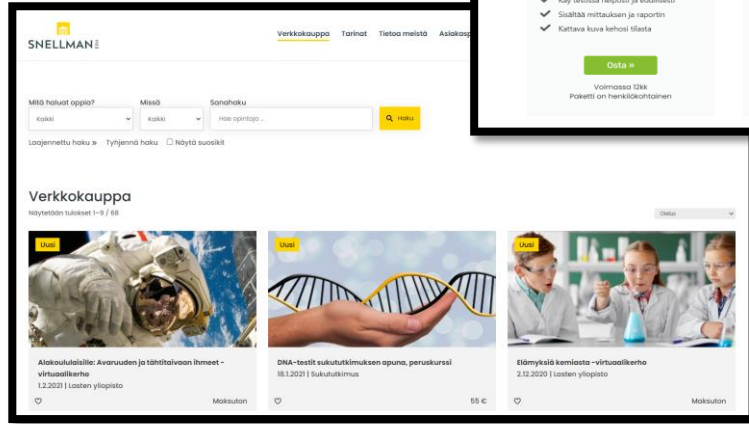 Käy testissä helposti ja edullisesti
Sisältää mittauksen ja raportin
Kattava kuva kehosi tilasta
Osta »
Voimassa 12kk
Paketti on henkilökohtainen
SNELLMAN
Verkkokauppa Tarinat Tietoa meistä Asiakasp
Mitä haluat oppia? Missä Sanahaku
Kaikki Kaikki Hae opintoja ... Haku
Laajennettu haku » Tyhjennä haku Näytä suosikit
Verkkokauppa
Näytetään tulokset 1–9 / 68
Oletus
Uusi Uusi Uusi
Alakoululaisille: Avaruuden ja tähtitaivaan ihmeet -
virtuaalikerho
1.2.2021 | Lasten yliopisto
Maksuton
DNA-testit sukututkimuksen apuna, peruskurssi
18.1.2021 | Sukututkimus
55 €
Elämyksiä kemiasta -virtuaalikerho
2.12.2020 | Lasten yliopisto
Maksuton